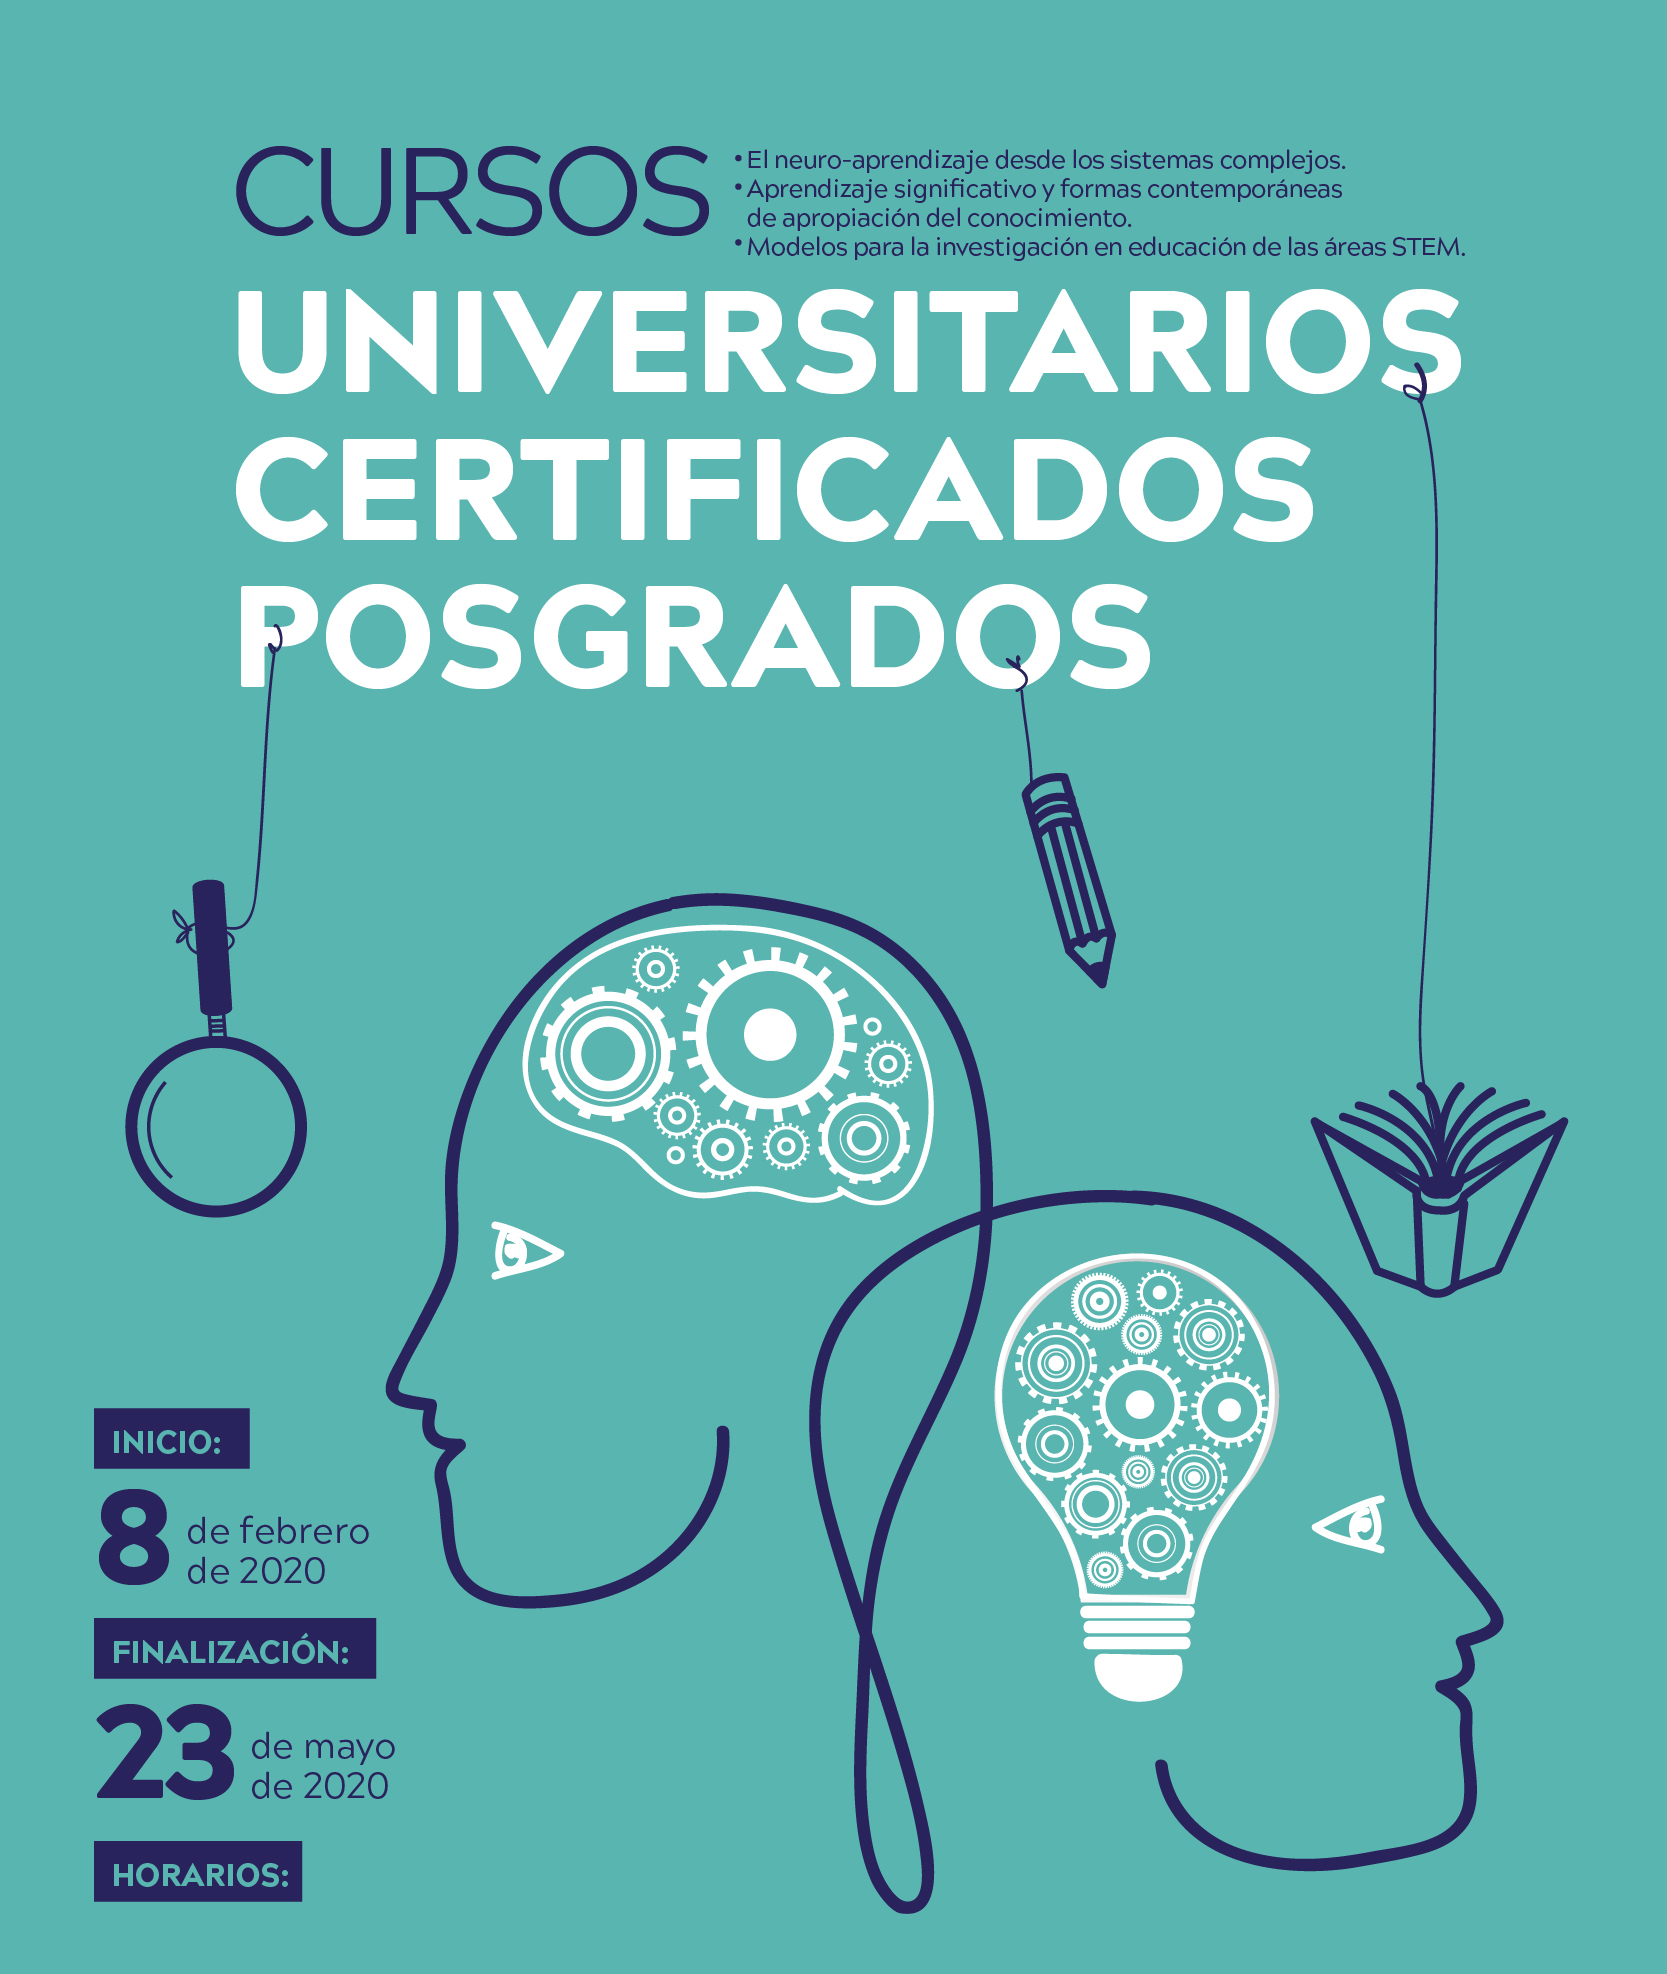 CURSOS
• El neuro-aprendizaje desde los sistemas complejos.
• Aprendizaje significativo y formas contemporáneas
de apropiación del conocimiento.
• Modelos para la investigación en educación de las áreas STEM.
UNIVERSITARIOS
CERTIFICADOS
POSGRADOS
INICIO:
8 de febrero
de 2020
FINALIZACIÓN:
23 de mayo
de 2020
HORARIOS: